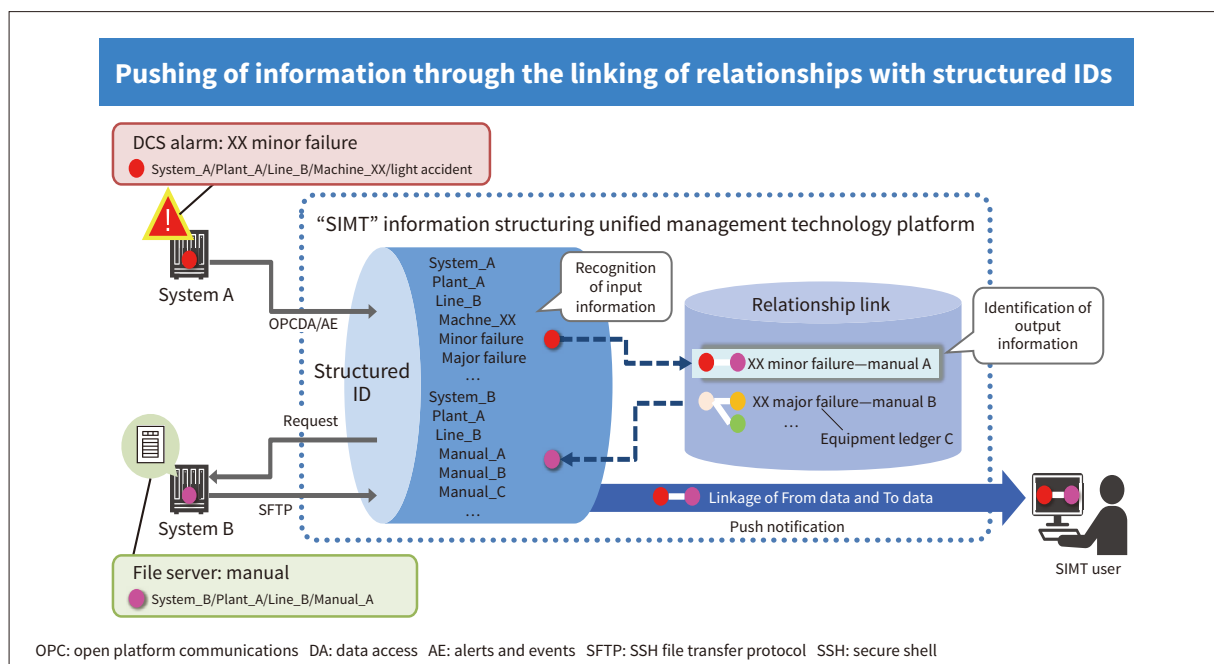 Pushing of information through the linking of relationships with structured IDs
DCS alarm: XX minor failure
System_A/Plant_A/Line_B/Machine_XX/light accident
System A
OPCDA/AE
“SIMT” information structuring unified management technology platform
Structured
ID
System_A
Plant_A
Line_B
Machne_XX
Minor failure
Major failure
…
System_B
Plant_A
Line_B
Manual_A
Manual_B
Manual_C
…
Recognition
of input
information
Relationship link
Identification of
output
information
XX minor failure—manual A
XX major failure—manual B
…
Equipment ledger C
Request
SFTP
System B
Linkage of From data and To data
Push notification
SIMT user
File server: manual
System_B/Plant_A/Line_B/Manual_A
OPC: open platform communications DA: data access AE: alerts and events SFTP: SSH file transfer protocol SSH: secure shell